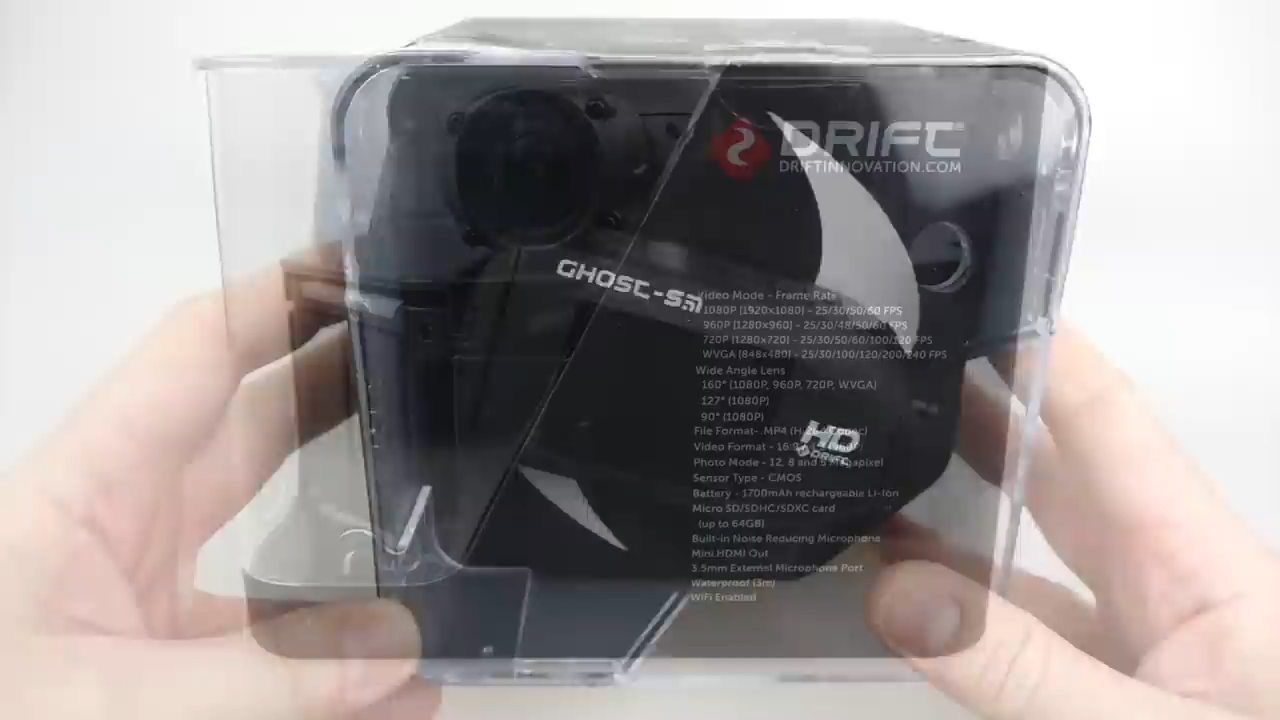 DRIFT
DRIFTINNOVATION.COM
GHOST-S
Video Mode - Frame Rate
1080P (1920x1080) - 25/30/50/60 FPS
960P (1280x960) - 25/30/48/50/60 FPS
720P (1280x720) - 25/30/50/60/100/120 FPS
WVGA (848x480) - 25/30/100/120/200/240 FPS
Wide Angle Lens
160° (1080P, 960P, 720P, WVGA)
127° (1080P)
90° (1080P)
File Format- .MP4 (H.264 Codec)
HD
Video Format - 16:9
DRIFT
Photo Mode - 12, 8 and 5 Megapixel
Sensor Type - CMOS
Battery - 1700mAh rechargeable Li-Ion
Micro SD/SDHC/SDXC card
(up to 64GB)
Built-in Noise Reducing Microphone
Mini HDMI Out
3.5mm External Microphone Port
Waterproof (3m)
WiFi Enabled